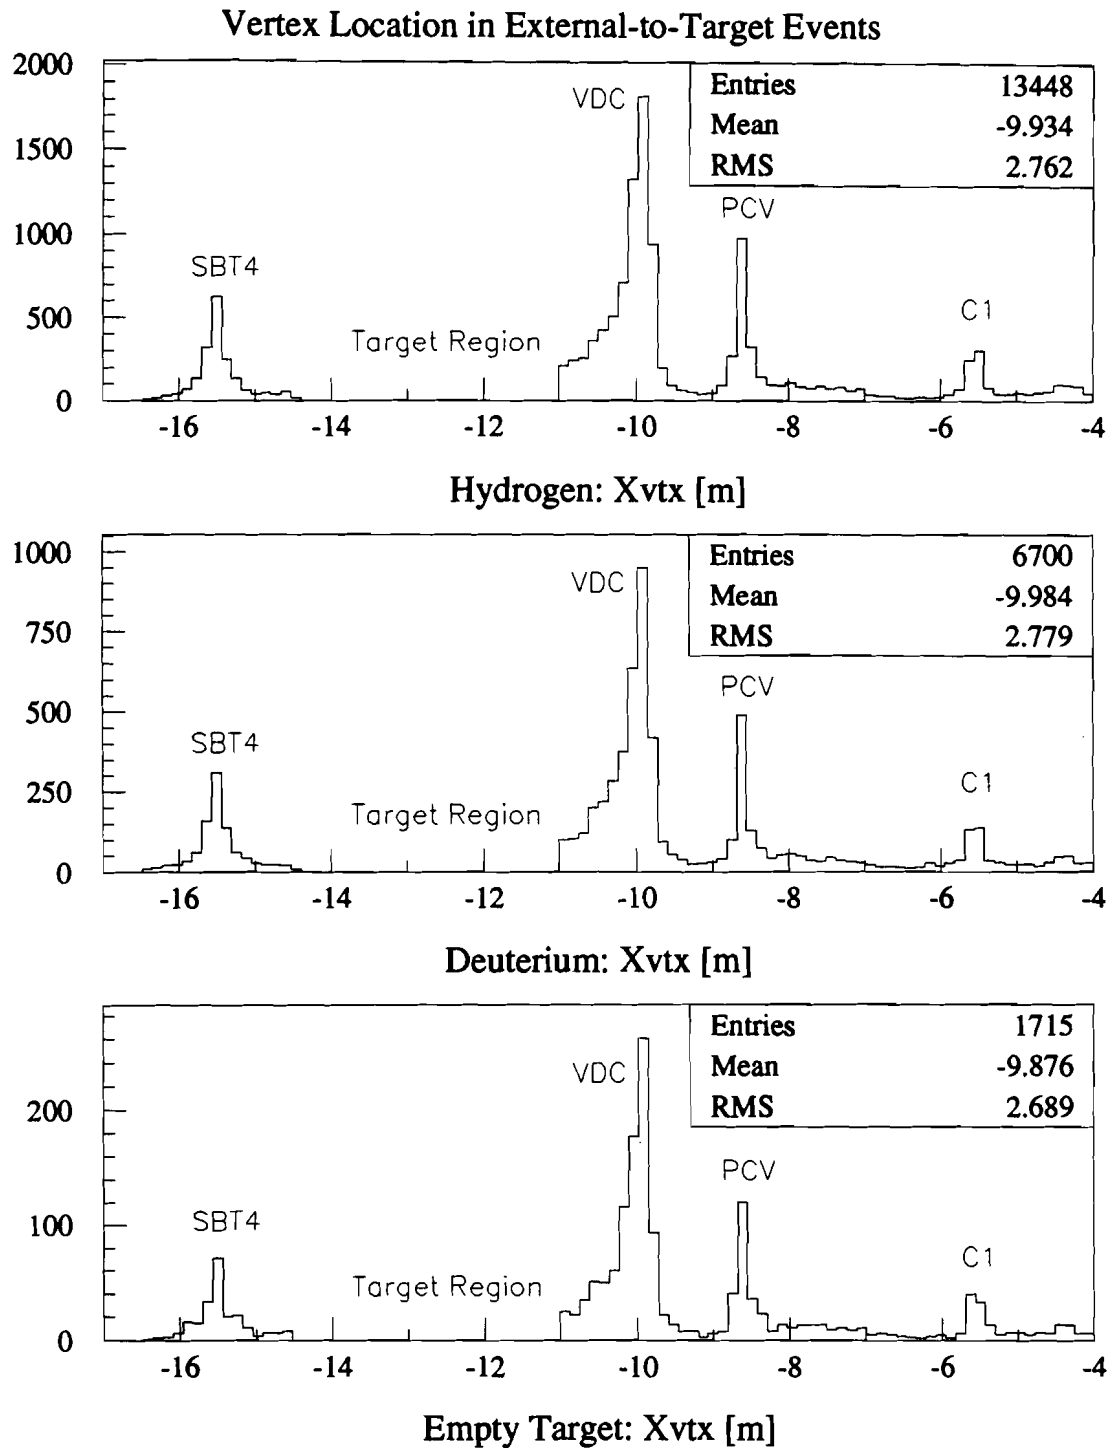 Vertex Location in External-to-Target Events
2000
1500
1000
500
0
VDC
Entries 13448
Mean -9.934
RMS 2.762
PCV
SBT4
Target Region
C1
-16 -14 -12 -10 -8 -6 -4
Hydrogen: Xvtx [m]
1000
750
500
250
0
VDC
Entries 6700
Mean -9.984
RMS 2.779
PCV
SBT4
Target Region
C1
-16 -14 -12 -10 -8 -6 -4
Deuterium: Xvtx [m]
200
100
0
VDC
Entries 1715
Mean -9.876
RMS 2.689
PCV
SBT4
Target Region
C1
-16 -14 -12 -10 -8 -6 -4
Empty Target: Xvtx [m]